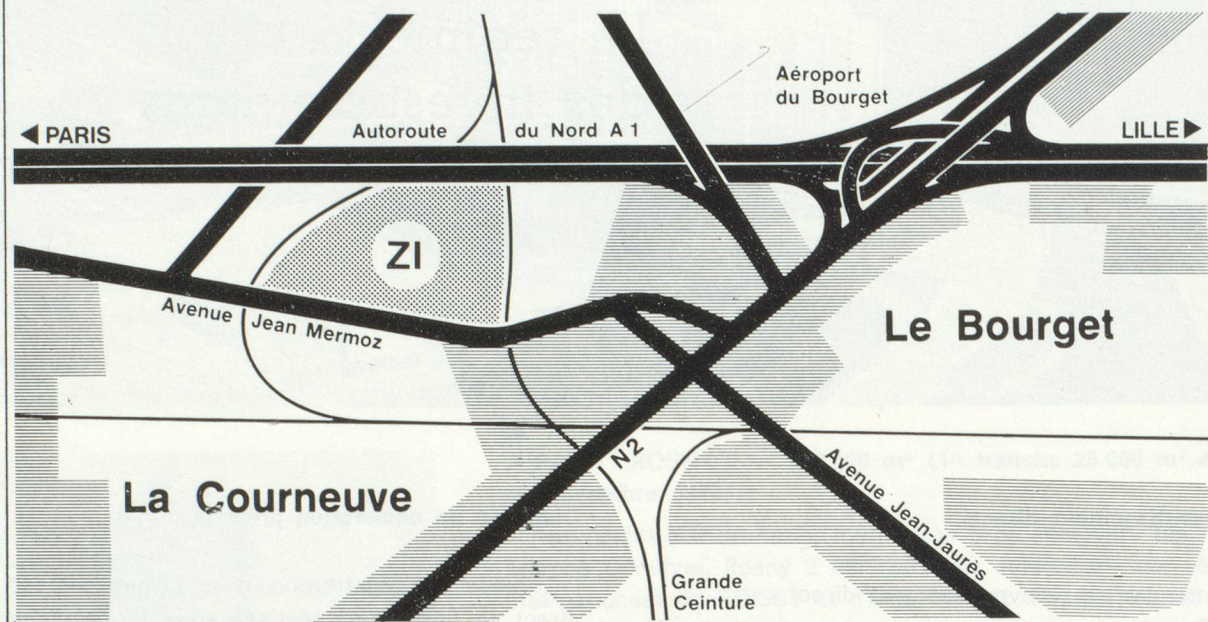 Aéroport
du Bourget
◀ PARIS
Autoroute du Nord A 1
LILLE ▶
ZI
Avenue Jean Mermoz
Le Bourget
N2
La Courneuve
Avenue Jean-Jaurès
Grande
Ceinture